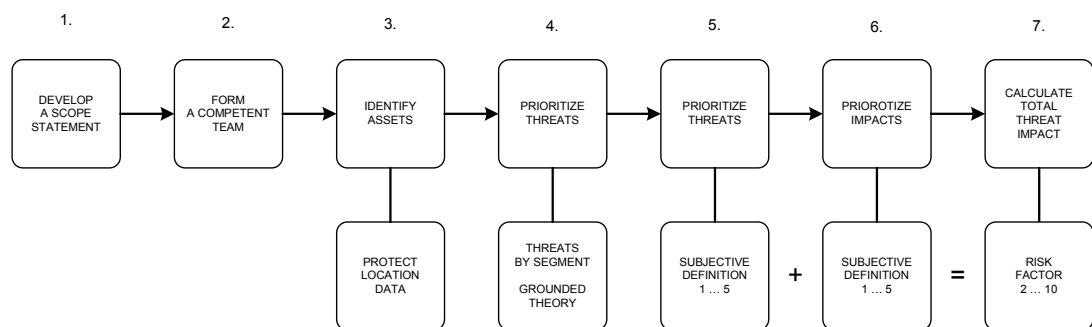 1.
2.
3.
4.
5.
6.
7.
DEVELOP
A SCOPE
STATEMENT
FORM
A COMPETENT
TEAM
IDENTIFY
ASSETS
PRIORITIZE
THREATS
PRIORITIZE
THREATS
PRIOROTIZE
IMPACTS
CALCULATE
TOTAL
THREAT
IMPACT
PROTECT
LOCATION
DATA
THREATS
BY SEGMENT
GROUNDED
THEORY
SUBJECTIVE
DEFINITION
1 ... 5
+
SUBJECTIVE
DEFINITION
1 ... 5
=
RISK
FACTOR
2 ... 10